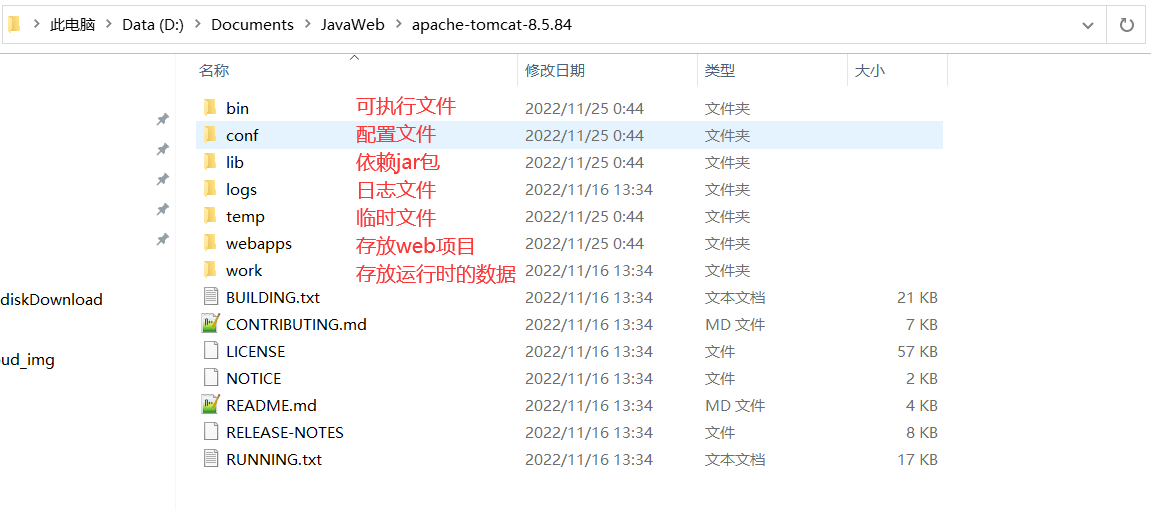 此电脑 > Data (D:) > Documents > JavaWeb > apache-tomcat-8.5.84
名称 修改日期 类型 大小
bin 可执行文件 2022/11/25 0:44 文件夹
conf 配置文件 2022/11/25 0:44 文件夹
lib 依赖jar包 2022/11/25 0:44 文件夹
logs 日志文件 2022/11/16 13:34 文件夹
temp 临时文件 2022/11/25 0:44 文件夹
webapps 存放web项目 2022/11/25 0:44 文件夹
work 存放运行时的数据 2022/11/16 13:34 文件夹
diskDownload BUILDING.txt 2022/11/16 13:34 文本文档 21 KB
CONTRIBUTING.md 2022/11/16 13:34 MD 文件 7 KB
LICENSE 2022/11/16 13:34 文件 57 KB
ud_img NOTICE 2022/11/16 13:34 文件 2 KB
README.md 2022/11/16 13:34 MD 文件 4 KB
RELEASE-NOTES 2022/11/16 13:34 文件 8 KB
RUNNING.txt 2022/11/16 13:34 文本文档 17 KB